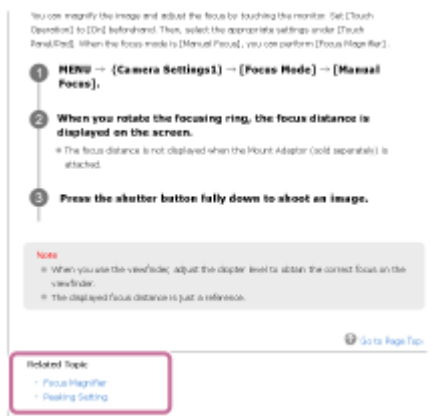 You can magnify the image and adjust the focus by touching the monitor. Set [Touch
Operation] to [On] beforehand. Then, select the appropriate settings under [Touch
Panel/Pad]. When the focus mode is [Manual Focus], you can perform [Focus Magnifier].
1 MENU → (Camera Settings1) → [Focus Mode] → [Manual
Focus].
2 When you rotate the focusing ring, the focus distance is
displayed on the screen.
The focus distance is not displayed when the Mount Adaptor (sold separately) is
attached.
3 Press the shutter button fully down to shoot an image.
Note
When you use the viewfinder, adjust the diopter level to obtain the correct focus on the
viewfinder.
The displayed focus distance is just a reference.
Go to Page Top
Related Topic
Focus Magnifier
Peaking Setting